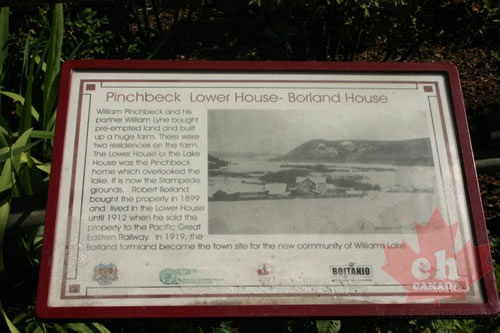 Pinchbeck Lower House- Borland House
William Pinchbeck and his
partner William Lyne bought
pre-empted land and built
up a huge farm. There were
two residences on the farm.
The Lower House or the Lake
House was the Pinchbeck
home which overlooked the
lake. It is now the Stampede
grounds. Robert Borland
bought the property in 1899
and lived in the Lower House
until 1912 when he sold the
property to the Pacific Great
Eastern Railway. In 1919, the
Borland farmland became the town site for the new community of Williams Lake.
BOITANIO
eh
CANADA